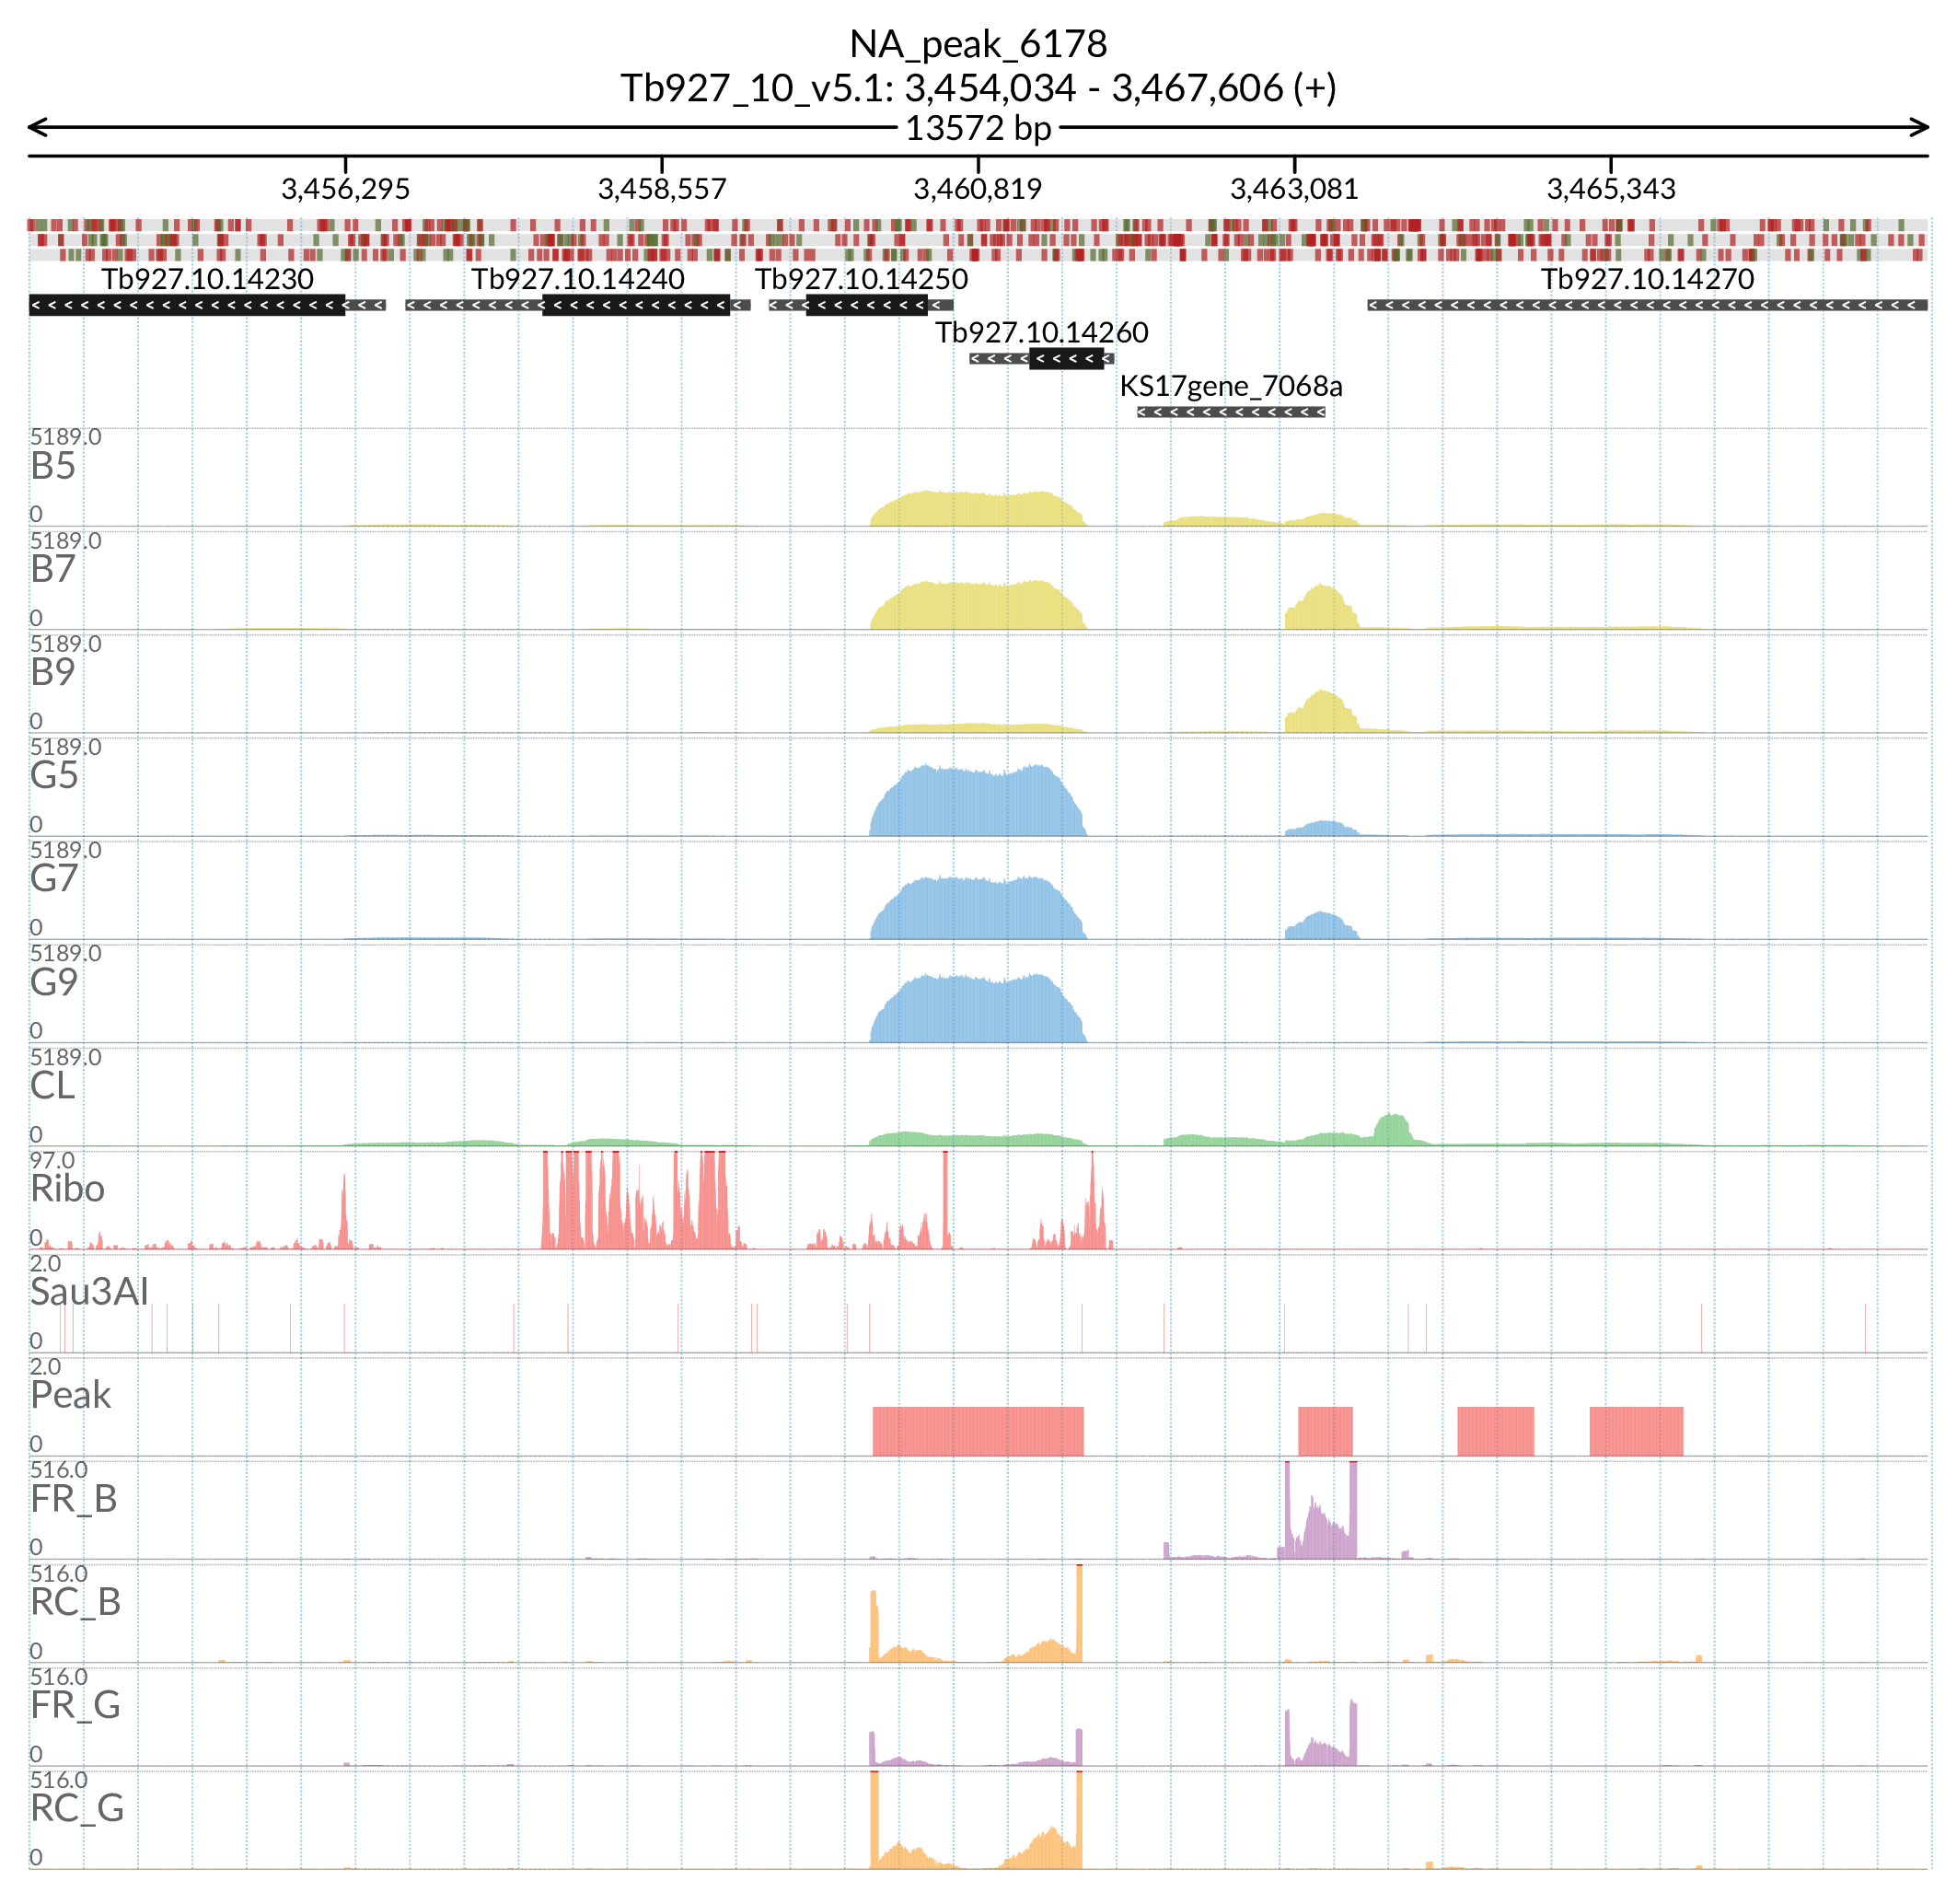 NA_peak_6178
Tb927_10_v5.1: 3,454,034 - 3,467,606 (+)
13572 bp
3,456,295 3,458,557 3,460,819 3,463,081 3,465,343
Tb927.10.14230 Tb927.10.14240 Tb927.10.14250 Tb927.10.14270
Tb927.10.14260
KS17gene_7068a
5189.0
B5
0
5189.0
B7
0
5189.0
B9
0
5189.0
G5
0
5189.0
G7
0
5189.0
G9
0
5189.0
CL
0
97.0
Ribo
0
2.0
Sau3AI
0
2.0
Peak
0
516.0
FR_B
0
516.0
RC_B
0
516.0
FR_G
0
516.0
RC_G
0